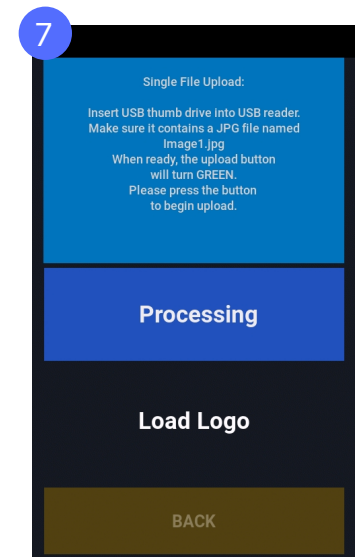 7
Single File Upload:
Insert USB thumb drive into USB reader.
Make sure it contains a JPG file named
Image1.jpg
When ready, the upload button
will turn GREEN.
Please press the button
to begin upload.
Processing
Load Logo
BACK